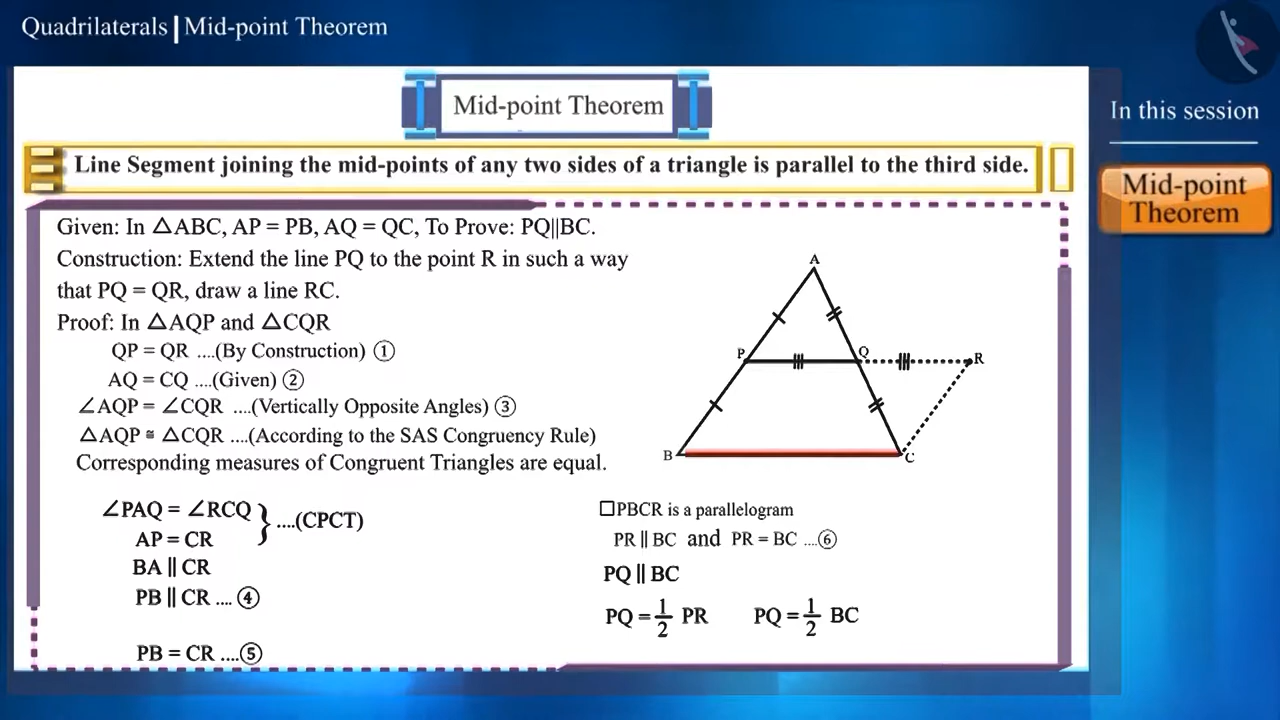 Quadrilaterals | Mid-point Theorem
Mid-point Theorem
In this session
Mid-point
Theorem
Line Segment joining the mid-points of any two sides of a triangle is parallel to the third side.
Given: In △ABC, AP = PB, AQ = QC, To Prove: PQ||BC.
Construction: Extend the line PQ to the point R in such a way
that PQ = QR, draw a line RC.
Proof: In △AQP and △CQR
QP = QR ....(By Construction) ①
AQ = CQ ....(Given) ②
∠AQP = ∠CQR ....(Vertically Opposite Angles) ③
△AQP ≅ △CQR ....(According to the SAS Congruency Rule)
Corresponding measures of Congruent Triangles are equal.
∠PAQ = ∠RCQ
AP = CR
} ....(CPCT)
BA || CR
PB || CR .... ④
PB = CR ....⑤
A
P
Q
R
B
C
□PBCR is a parallelogram
PR || BC and PR = BC ....⑥
PQ || BC
PQ = 1/2 PR PQ = 1/2 BC